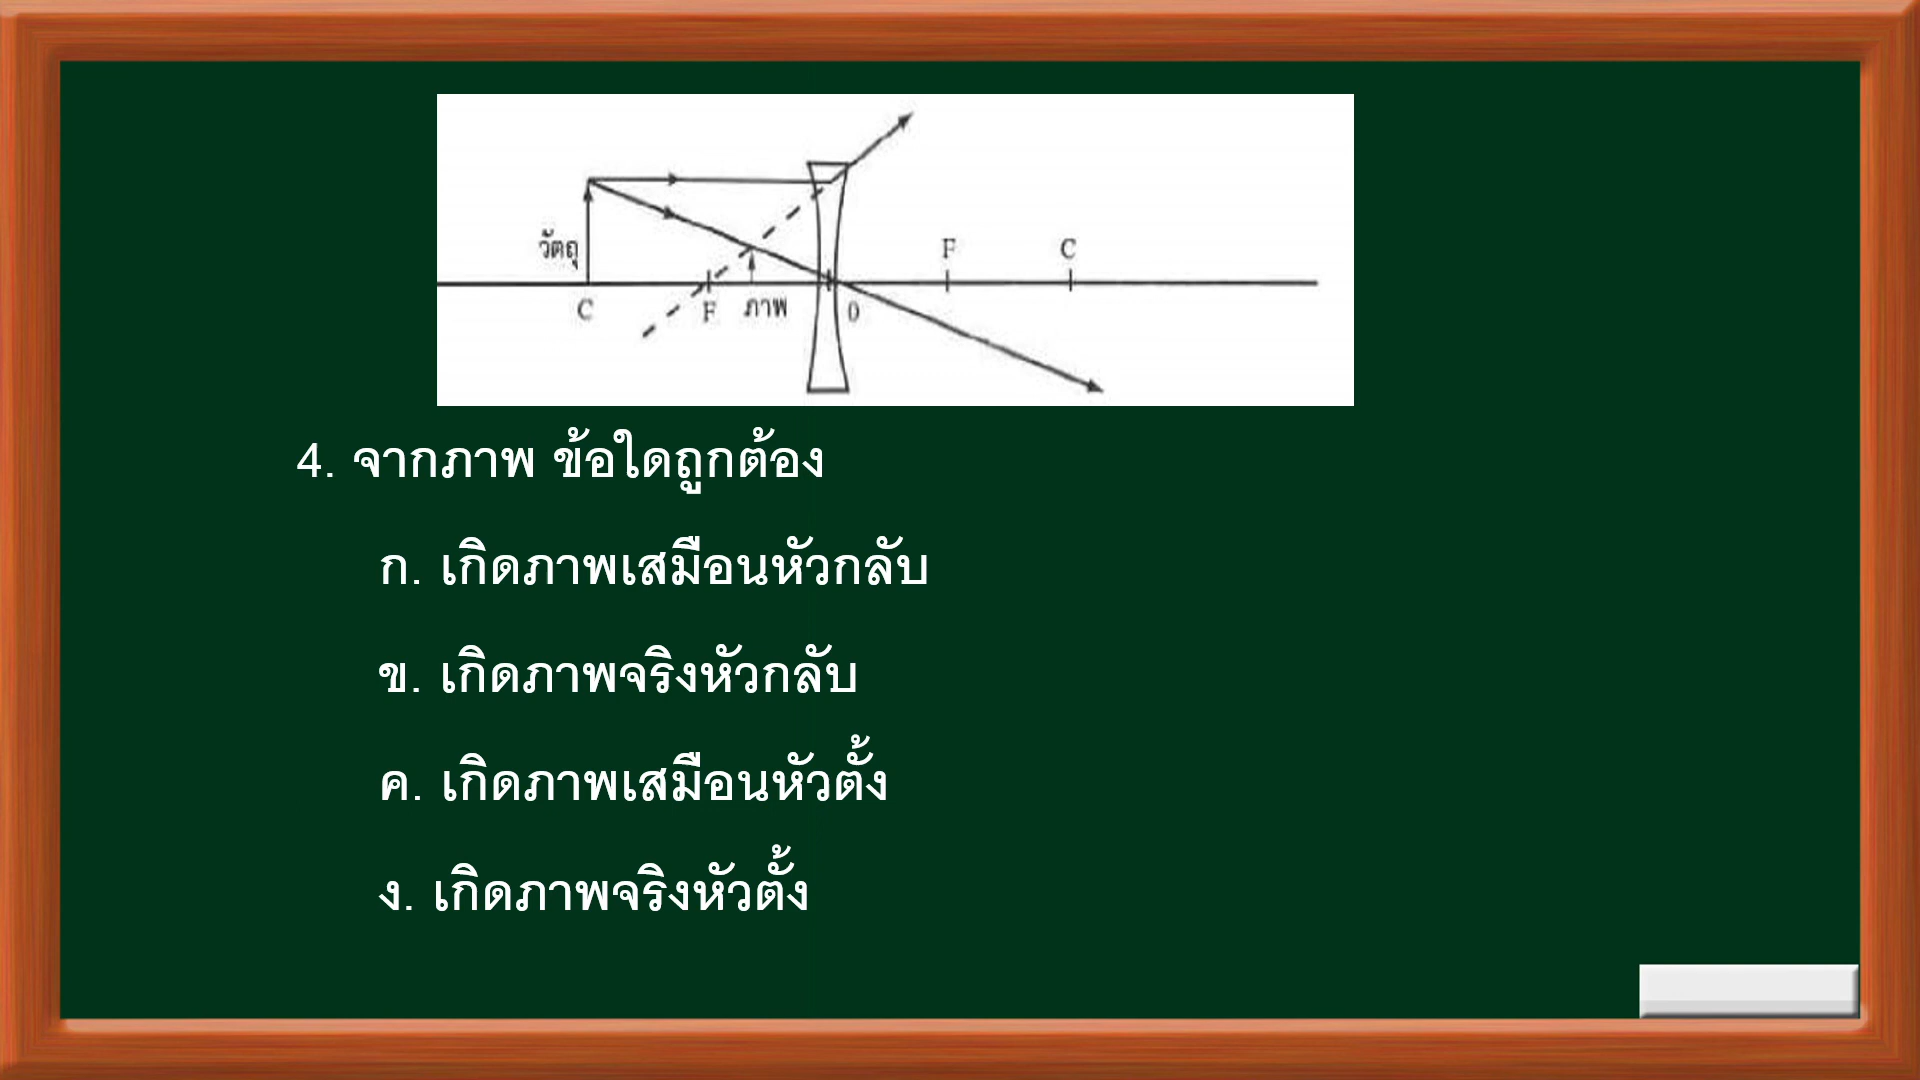 วัตถุ
F C
C F ภาพ 0
4. จากภาพ ข้อใดถูกต้อง
ก. เกิดภาพเสมือนหัวกลับ
ข. เกิดภาพจริงหัวกลับ
ค. เกิดภาพเสมือนหัวตั้ง
ง. เกิดภาพจริงหัวตั้ง